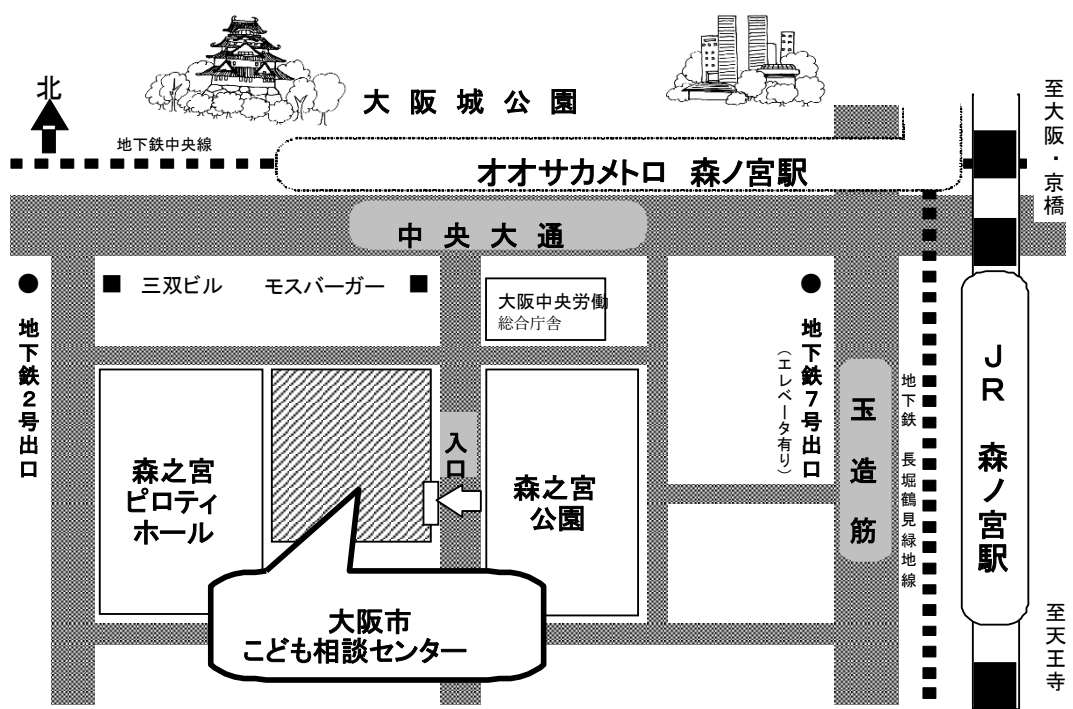 大阪城公園
北
地下鉄中央線
オオサカメトロ 森ノ宮駅
至大阪・京橋
中央大通
三双ビル
モスバーガー
大阪中央労働
総合庁舎
地下鉄2号出口
地下鉄7号出口
(エレベータ有り)
玉造筋
地下鉄 長堀鶴見緑地線
JR 森ノ宮駅
森之宮
ピロティ
ホール
入口
森之宮
公園
大阪市
こども相談センター
至天王寺